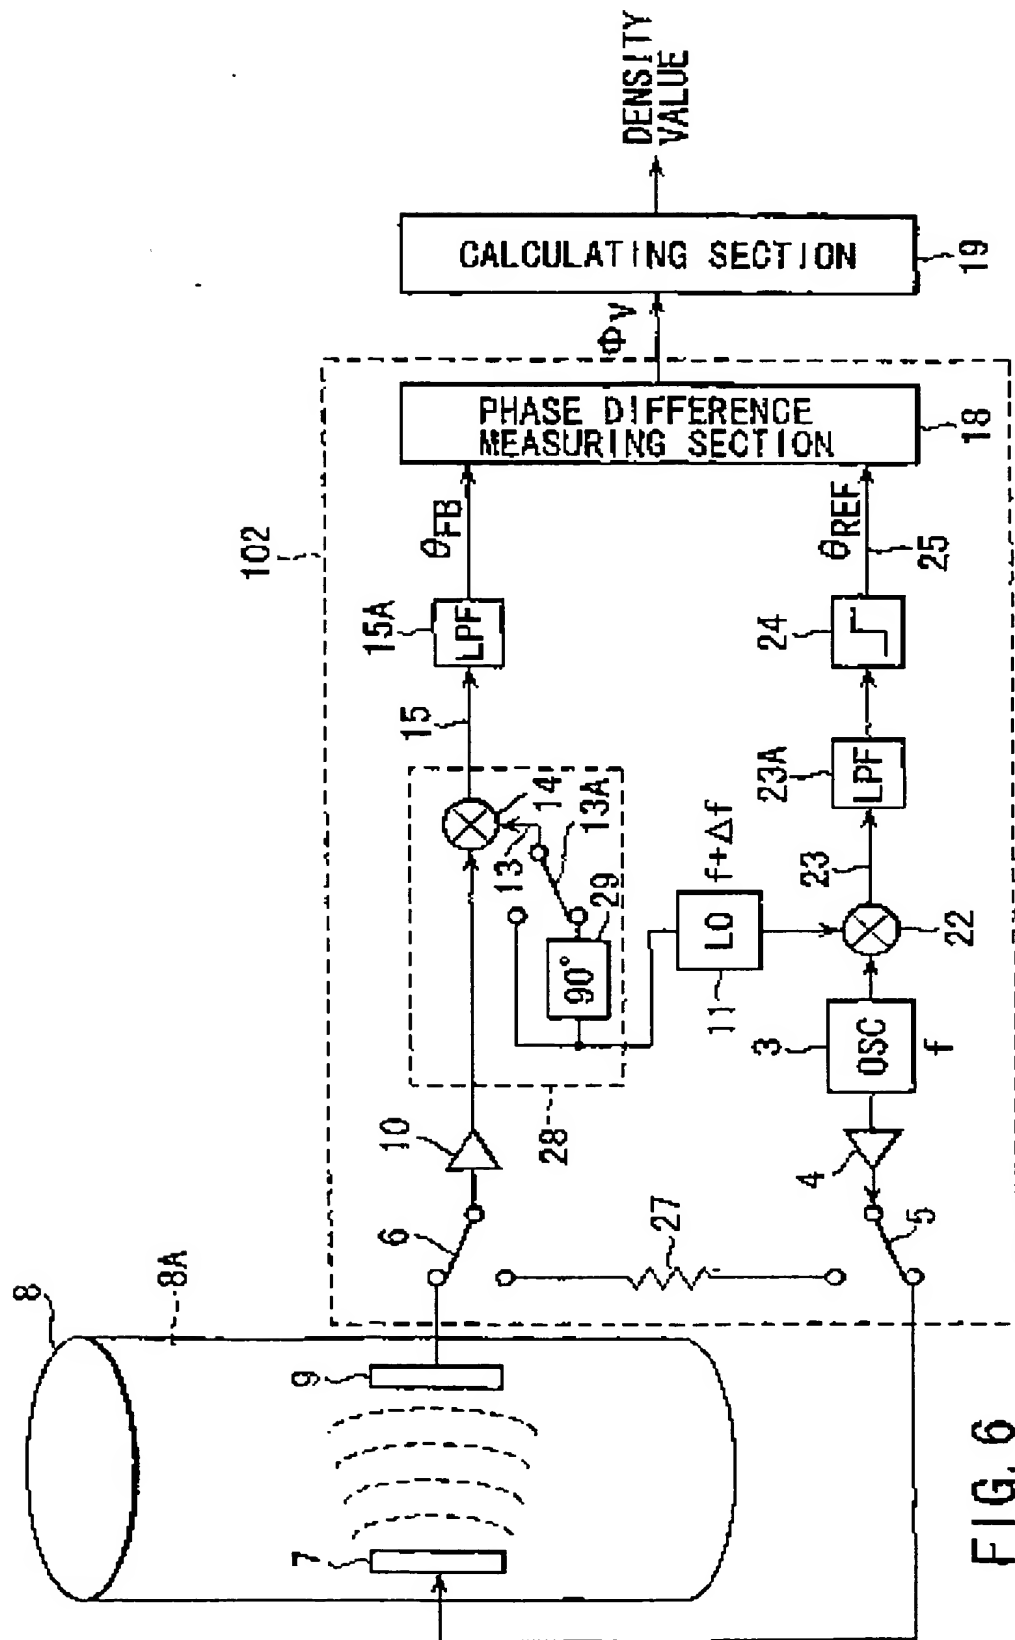 8
8A
102
7
9
6
10
28
13
14
13A
29
90°
15
15A
LPF
θFB
PHASE DIFFERENCE
MEASURING SECTION
18
ΦV
CALCULATING SECTION
19
DENSITY
VALUE
27
5
4
3
OSC
f
11
LO
f+Δf
22
23
23A
LPF
24
25
θREF
FIG. 6